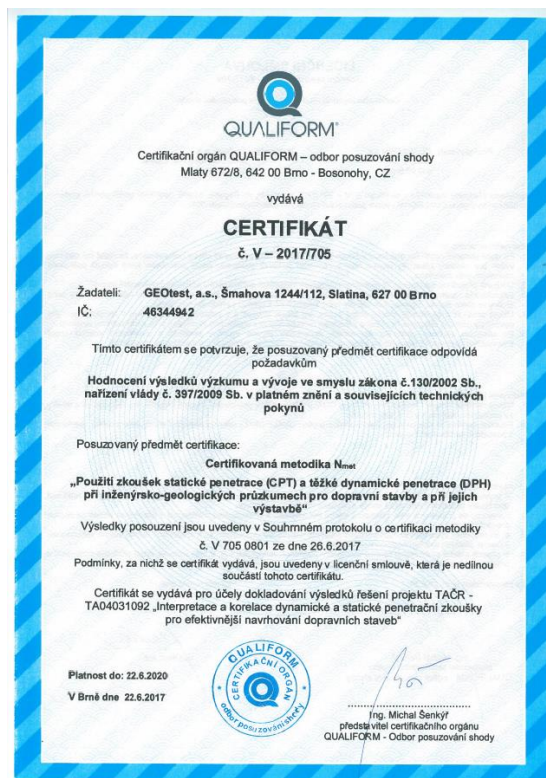 QUALIFORM®
Certifikační orgán QUALIFORM – odbor posuzování shody
Mlaty 672/8, 642 00 Brno - Bosonohy, CZ
vydává
CERTIFIKÁT
č. V – 2017/705
Žadateli: GEOtest, a.s., Šmahova 1244/112, Slatina, 627 00 Brno
IČ: 46344942
Tímto certifikátem se potvrzuje, že posuzovaný předmět certifikace odpovídá
požadavkům
Hodnocení výsledků výzkumu a vývoje ve smyslu zákona č.130/2002 Sb.,
nařízení vlády č. 397/2009 Sb. v platném znění a souvisejících technických
pokynů
Posuzovaný předmět certifikace:
Certifikovaná metodika Nmet
„Použití zkoušek statické penetrace (CPT) a těžké dynamické penetrace (DPH)
při inženýrsko-geologických průzkumech pro dopravní stavby a při jejich
výstavbě“
Výsledky posouzení jsou uvedeny v Souhrnném protokolu o certifikaci metodiky
č. V 705 0801 ze dne 26.6.2017
Podmínky, za nichž se certifikát vydává, jsou uvedeny v licenční smlouvě, která je nedílnou
součástí tohoto certifikátu.
Certifikát se vydává pro účely dokladování výsledků řešení projektu TAČR -
TA04031092 „Interpretace a korelace dynamické a statické penetrační zkoušky
pro efektivnější navrhování dopravních staveb“
Platnost do: 22.6.2020
V Brně dne 22.6.2017
QUALIFORM
CERTIFIKAČNÍ ORGÁN
odbor posuzování shody
Ing. Michal Šenkýř
představitel certifikačního orgánu
QUALIFORM - Odbor posuzování shody